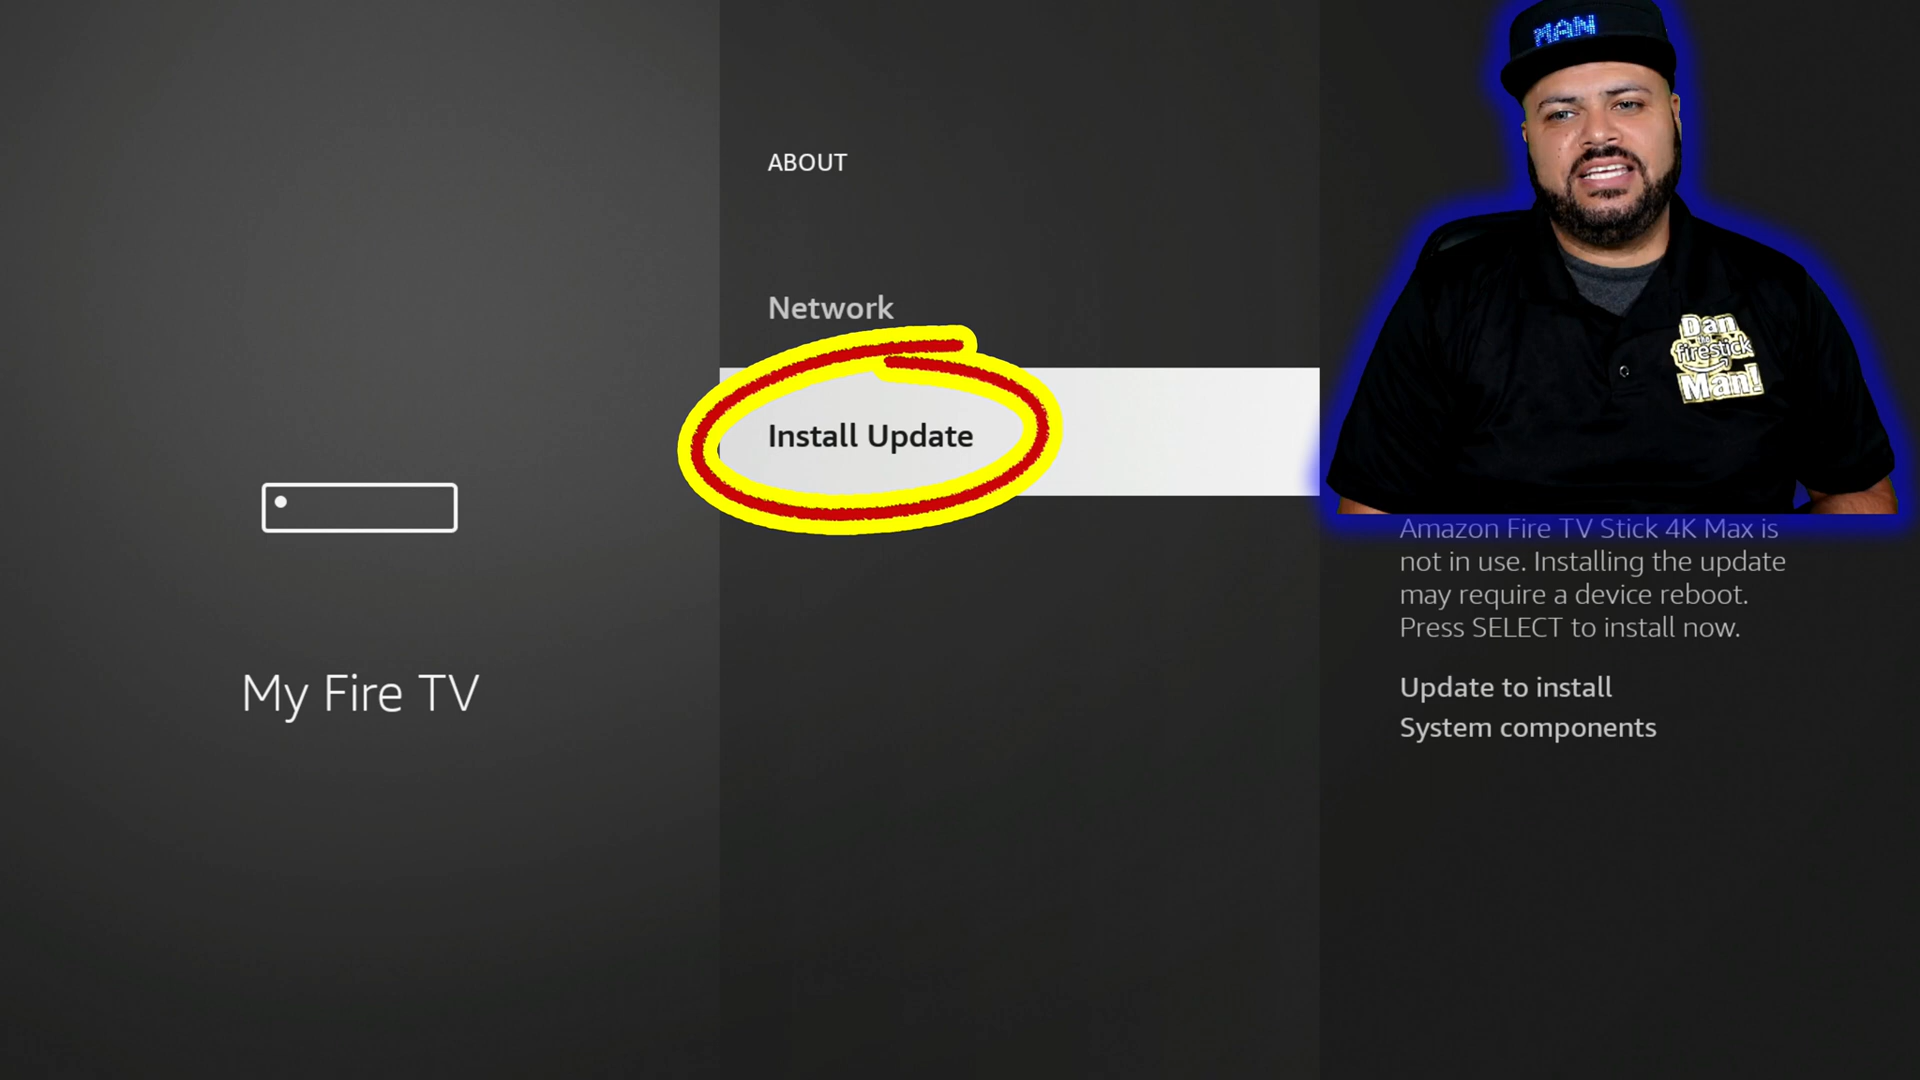 MAN
ABOUT
Network
Dan
the
firestick
Man!
Install Update
Amazon Fire TV Stick 4K Max is
not in use. Installing the update
may require a device reboot.
Press SELECT to install now.
My Fire TV
Update to install
System components